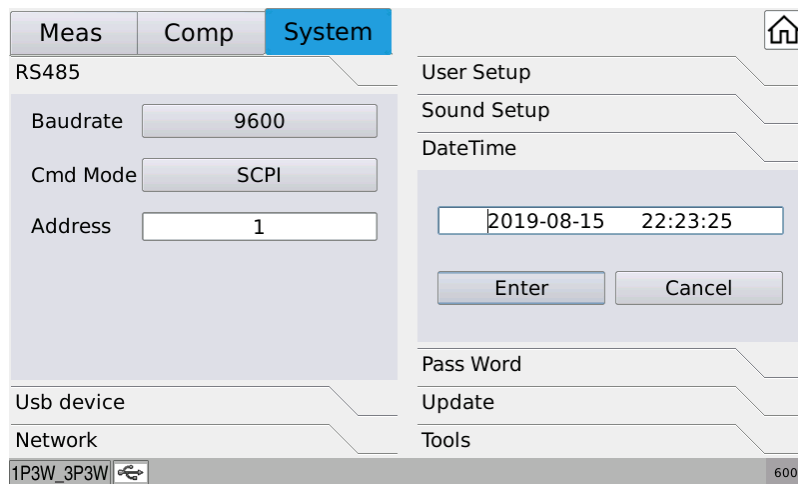 Meas Comp System
RS485
Baudrate 9600
Cmd Mode SCPI
Address 1
Usb device
Network
User Setup
Sound Setup
DateTime
2019-08-15 22:23:25
Enter Cancel
Pass Word
Update
Tools
1P3W_3P3W
600